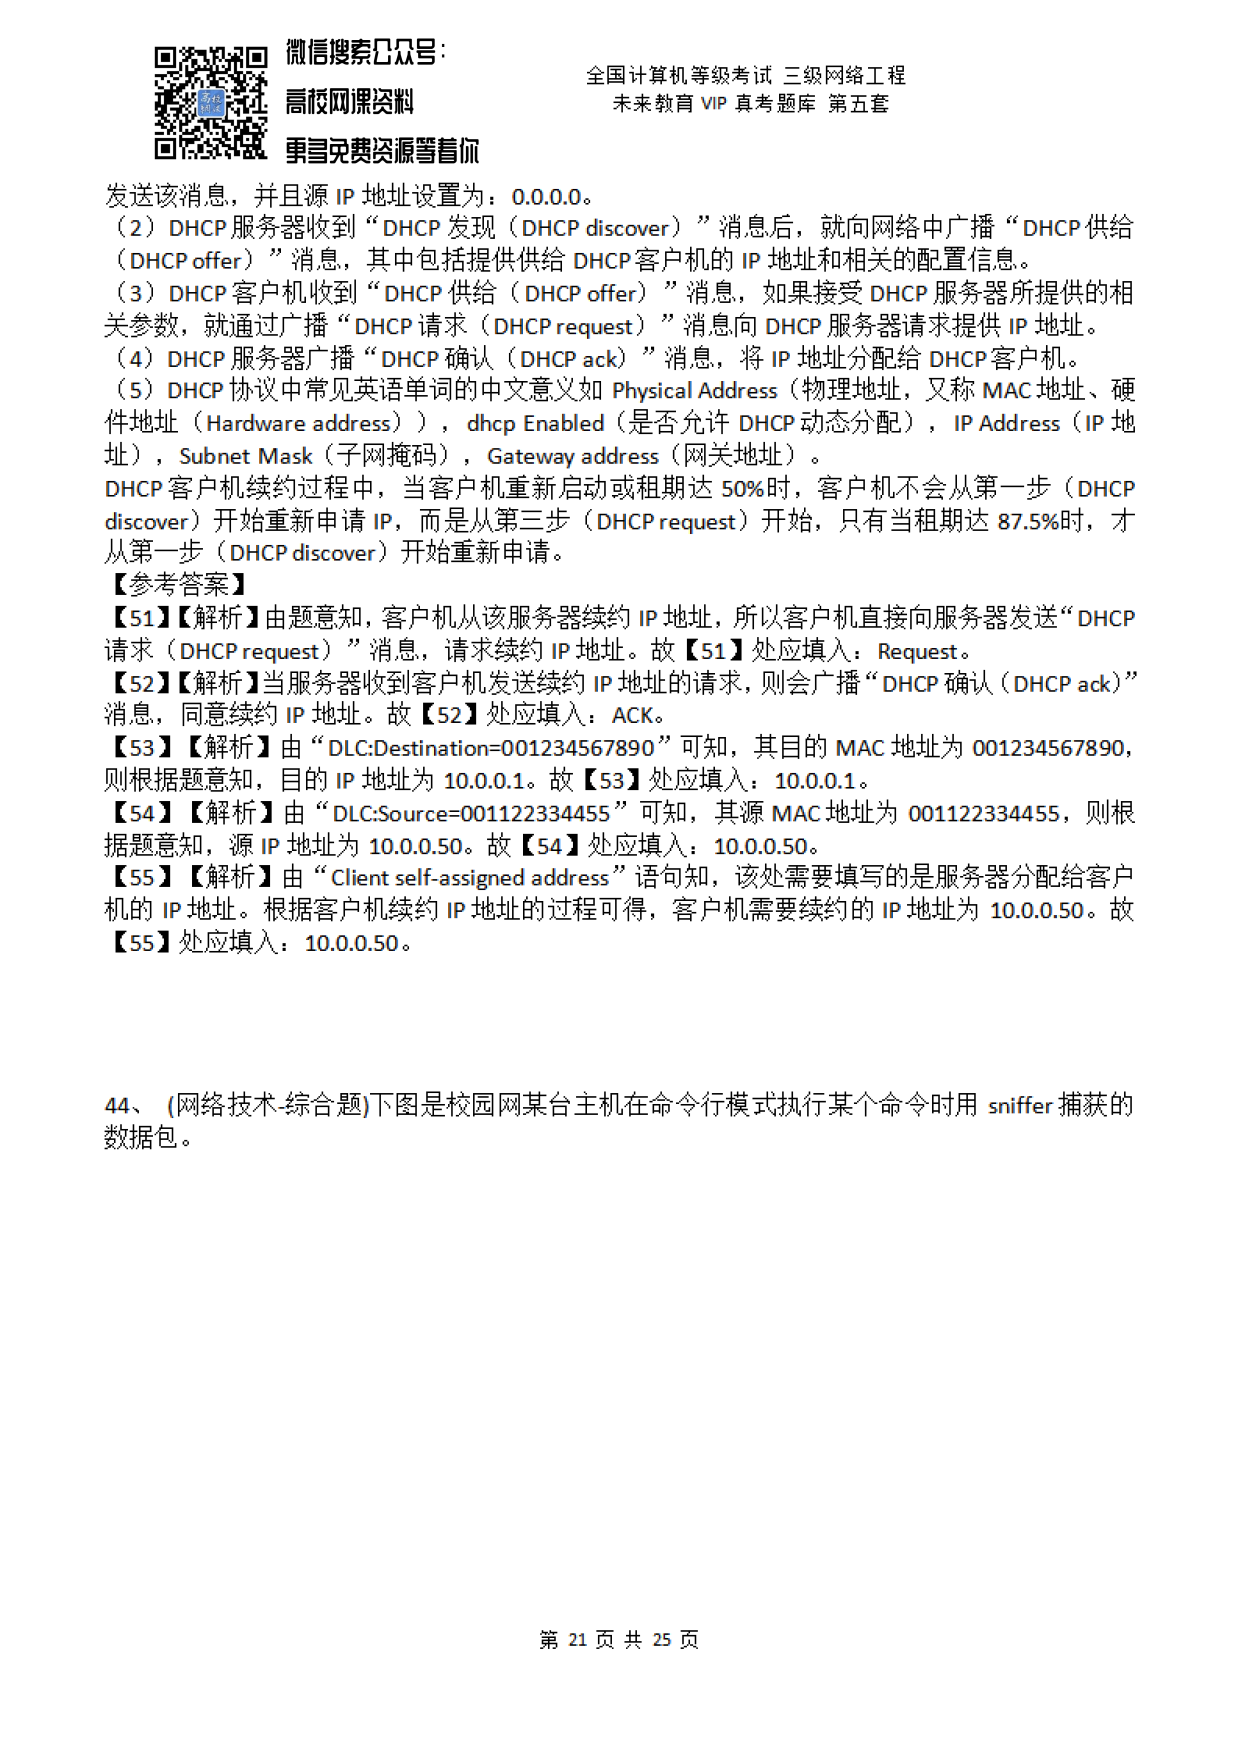 微信搜索公众号：
高校网课资料
更多免费资源等着你
全国计算机等级考试 三级网络工程
未来教育 VIP 真考题库 第五套
发送该消息，并且源 IP 地址设置为：0.0.0.0。
（2）DHCP 服务器收到“DHCP 发现（DHCP discover）”消息后，就向网络中广播“DHCP 供给
（DHCP offer）”消息，其中包括提供供给 DHCP 客户机的 IP 地址和相关的配置信息。
（3）DHCP 客户机收到“DHCP 供给（DHCP offer）”消息，如果接受 DHCP 服务器所提供的相
关参数，就通过广播“DHCP 请求（DHCP request）”消息向 DHCP 服务器请求提供 IP 地址。
（4）DHCP 服务器广播“DHCP 确认（DHCP ack）”消息，将 IP 地址分配给 DHCP 客户机。
（5）DHCP 协议中常见英语单词的中文意义如 Physical Address（物理地址，又称 MAC 地址、硬
件地址（Hardware address）），dhcp Enabled（是否允许 DHCP 动态分配），IP Address（IP 地
址），Subnet Mask（子网掩码），Gateway address（网关地址）。
DHCP 客户机续约过程中，当客户机重新启动或租期达 50%时，客户机不会从第一步（DHCP
discover）开始重新申请 IP，而是从第三步（DHCP request）开始，只有当租期达 87.5%时，才
从第一步（DHCP discover）开始重新申请。
【参考答案】
【51】【解析】由题意知，客户机从该服务器续约 IP 地址，所以客户机直接向服务器发送“DHCP
请求（DHCP request）”消息，请求续约 IP 地址。故【51】处应填入：Request。
【52】【解析】当服务器收到客户机发送续约 IP 地址的请求，则会广播“DHCP 确认（DHCP ack）”
消息，同意续约 IP 地址。故【52】处应填入：ACK。
【53】【解析】由“DLC:Destination=001234567890”可知，其目的 MAC 地址为 001234567890，
则根据题意知，目的 IP 地址为 10.0.0.1。故【53】处应填入：10.0.0.1。
【54】【解析】由“DLC:Source=001122334455”可知，其源 MAC 地址为 001122334455，则根
据题意知，源 IP 地址为 10.0.0.50。故【54】处应填入：10.0.0.50。
【55】【解析】由“Client self-assigned address”语句知，该处需要填写的是服务器分配给客户
机的 IP 地址。根据客户机续约 IP 地址的过程可得，客户机需要续约的 IP 地址为 10.0.0.50。故
【55】处应填入：10.0.0.50。
44、 (网络技术-综合题)下图是校园网某台主机在命令行模式执行某个命令时用 sniffer 捕获的
数据包。
第 21 页 共 25 页